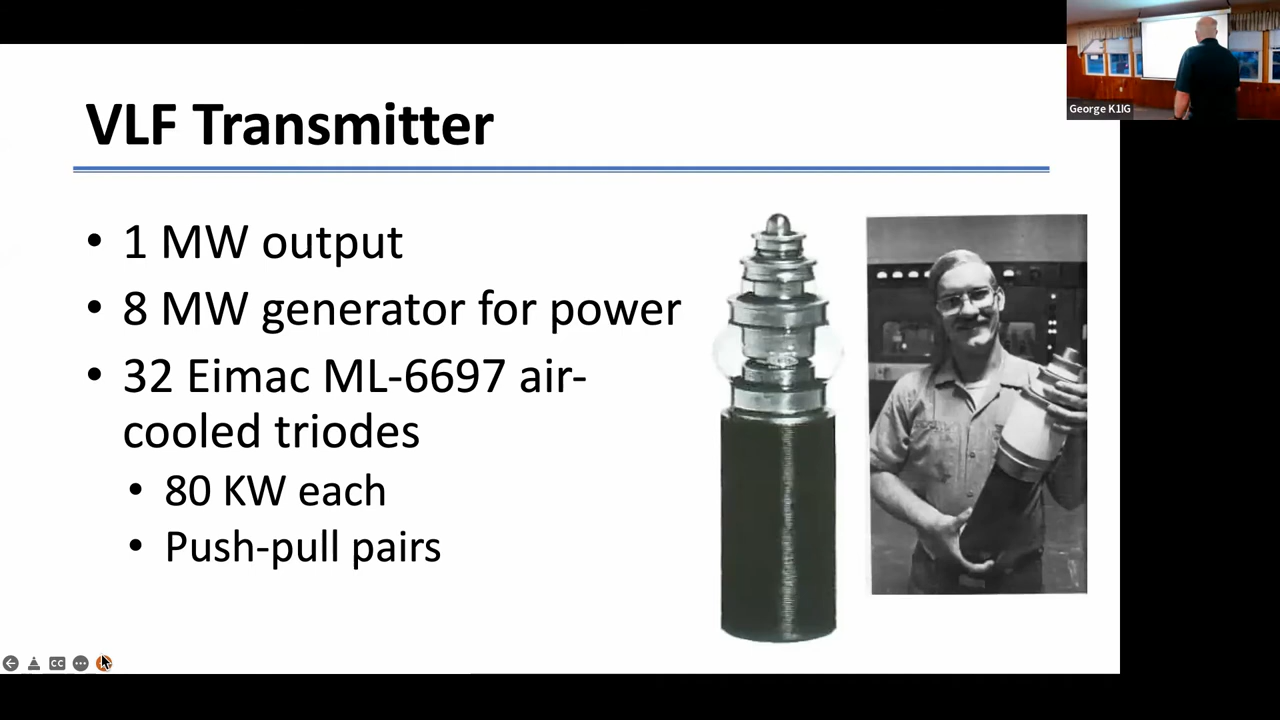 VLF Transmitter
• 1 MW output
• 8 MW generator for power
• 32 Eimac ML-6697 air-
cooled triodes
• 80 KW each
• Push-pull pairs
George K1IG
CC